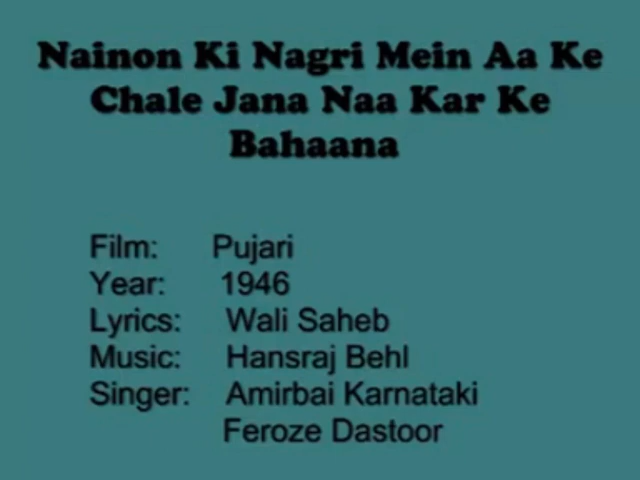 Nainon Ki Nagri Mein Aa Ke
Chale Jana Naa Kar Ke
Bahaana
Film: Pujari
Year: 1946
Lyrics: Wali Saheb
Music: Hansraj Behl
Singer: Amirbai Karnataki
Feroze Dastoor